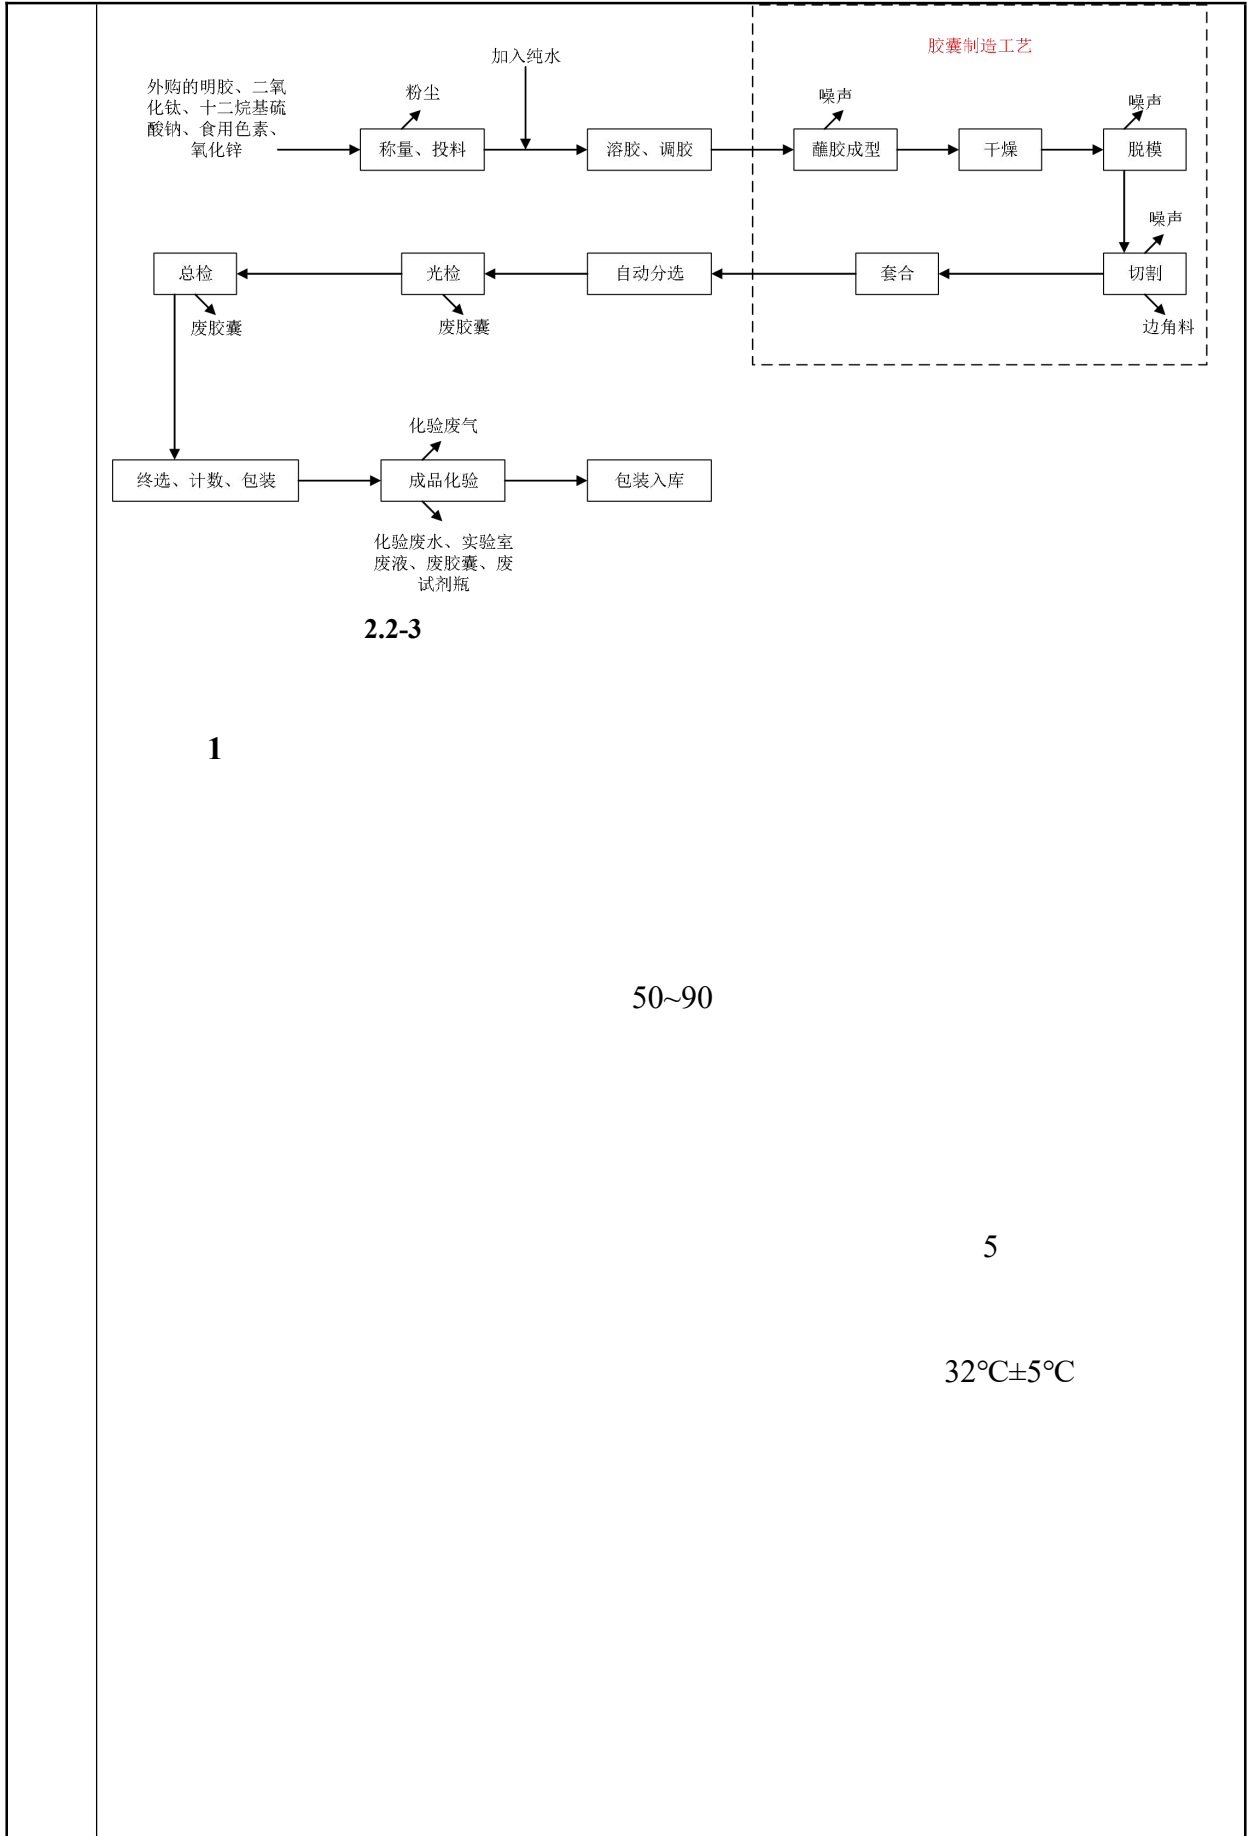 胶囊制造工艺
加入纯水
外购的明胶、二氧
化钛、十二烷基硫
酸钠、食用色素、
氧化锌
粉尘
噪声
噪声
称量、投料
溶胶、调胶
蘸胶成型
干燥
脱模
噪声
总检
光检
自动分选
套合
切割
废胶囊
废胶囊
边角料
化验废气
终选、计数、包装
成品化验
包装入库
化验废水、实验室
废液、废胶囊、废
试剂瓶
2.2-3
1
50~90
5
32℃±5℃